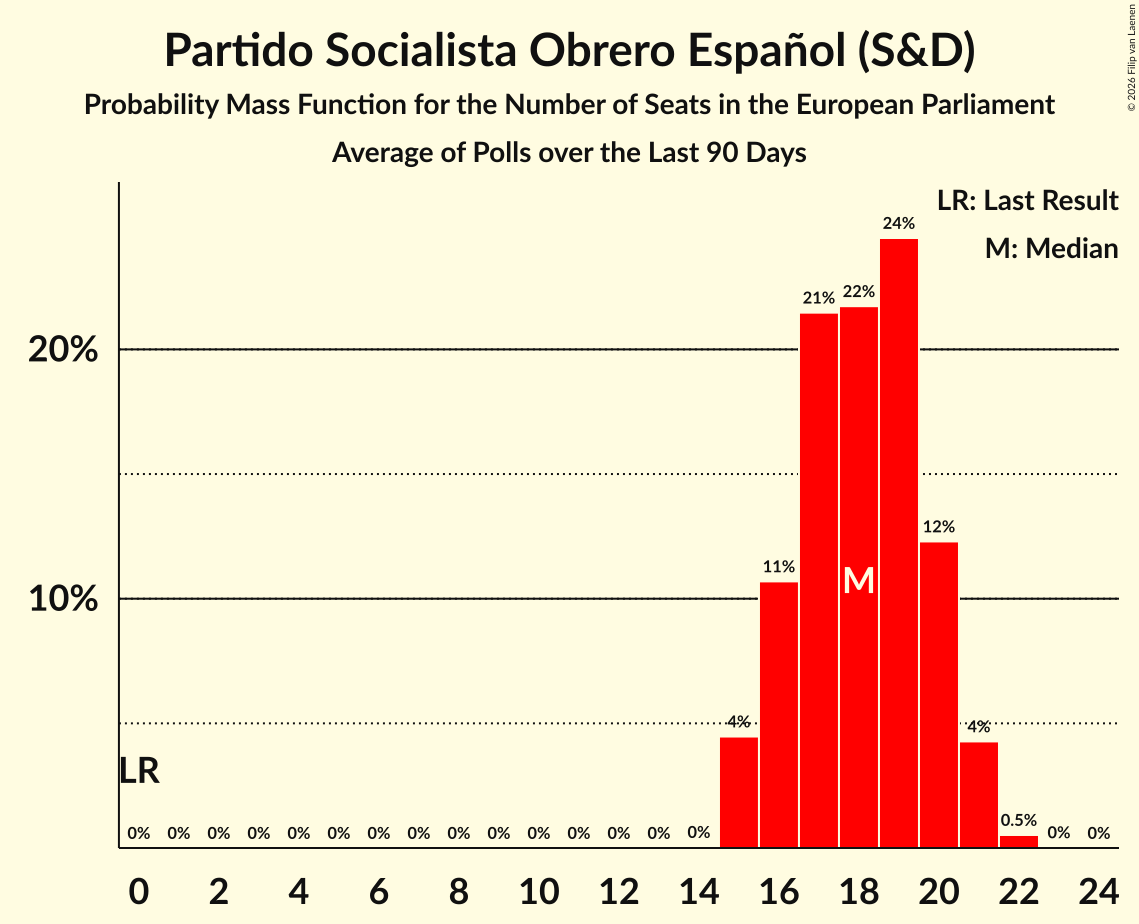 Partido Socialista Obrero Español (S&D)
Probability Mass Function for the Number of Seats in the European Parliament
Average of Polls over the Last 90 Days
© 2026 Filip van Laenen
LR: Last Result
M: Median
24%
22%
21%
20%
12%
11%
M
10%
4%
4%
LR
0.5%
0% 0% 0% 0% 0% 0% 0% 0% 0% 0% 0% 0% 0% 0% 0% 0% 0%
0 2 4 6 8 10 12 14 16 18 20 22 24